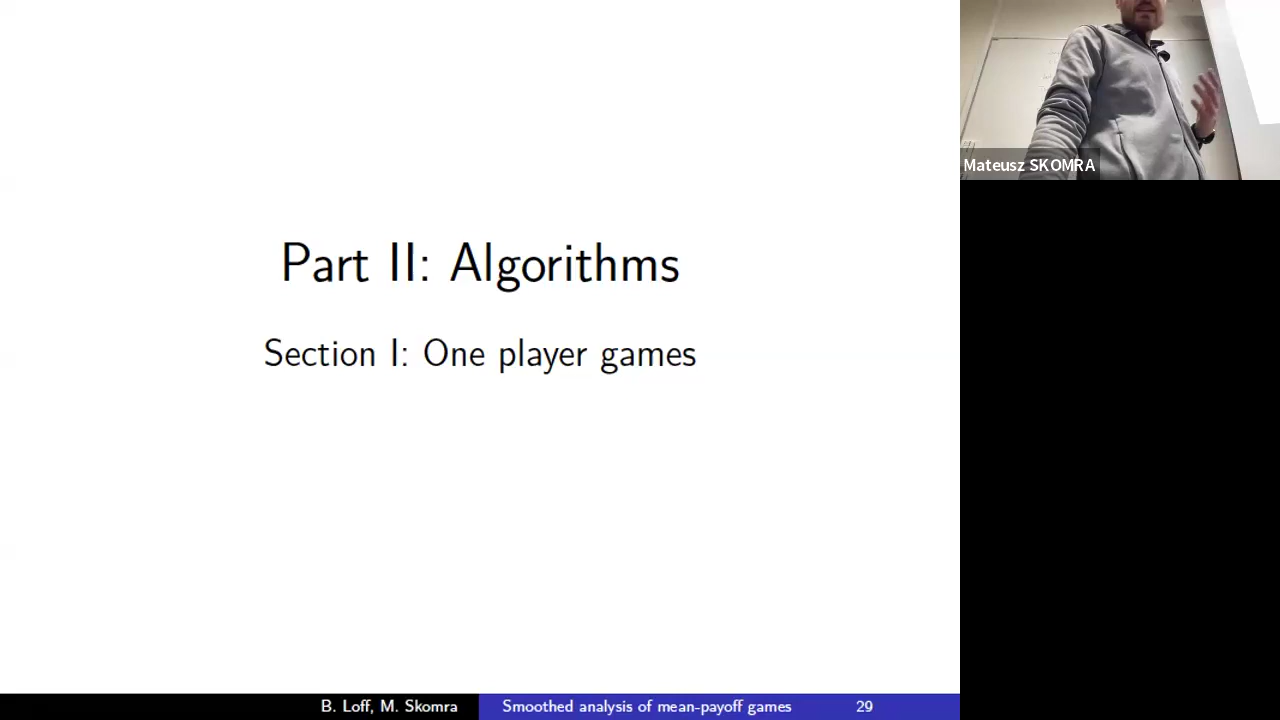 Part II: Algorithms
Section I: One player games
Mateusz SKOMRA
B. Loff, M. Skomra
Smoothed analysis of mean-payoff games
29